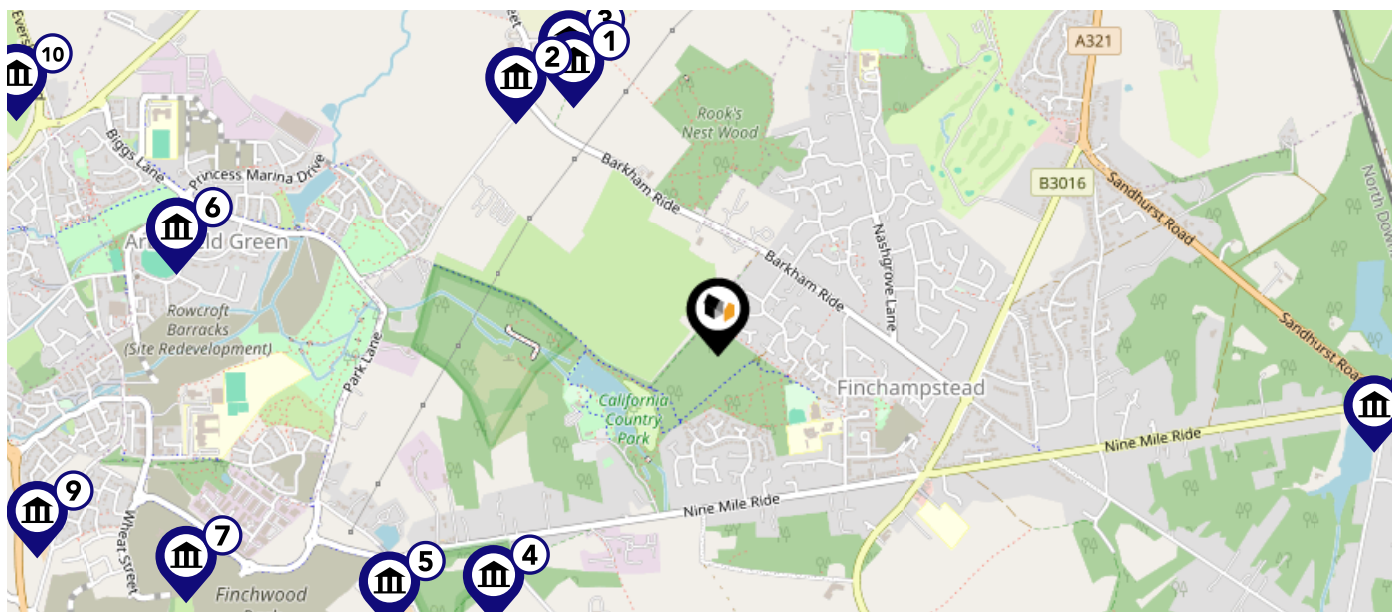 10
3
1
2
A321
Rook's
Nest Wood
Biggs Lane
Princess Marina Drive
Barkham Ride
B3016
Sandhurst Road
6
Nashgrove Lane
Barkham Ride
Rowcroft
Barracks
(Site Redevelopment)
Park Lane
Sandhurst Road
Finchampstead
California
Country
Park
Nine Mile Ride
Nine Mile Ride
9
Wheat Street
7
5
4
Finchwood